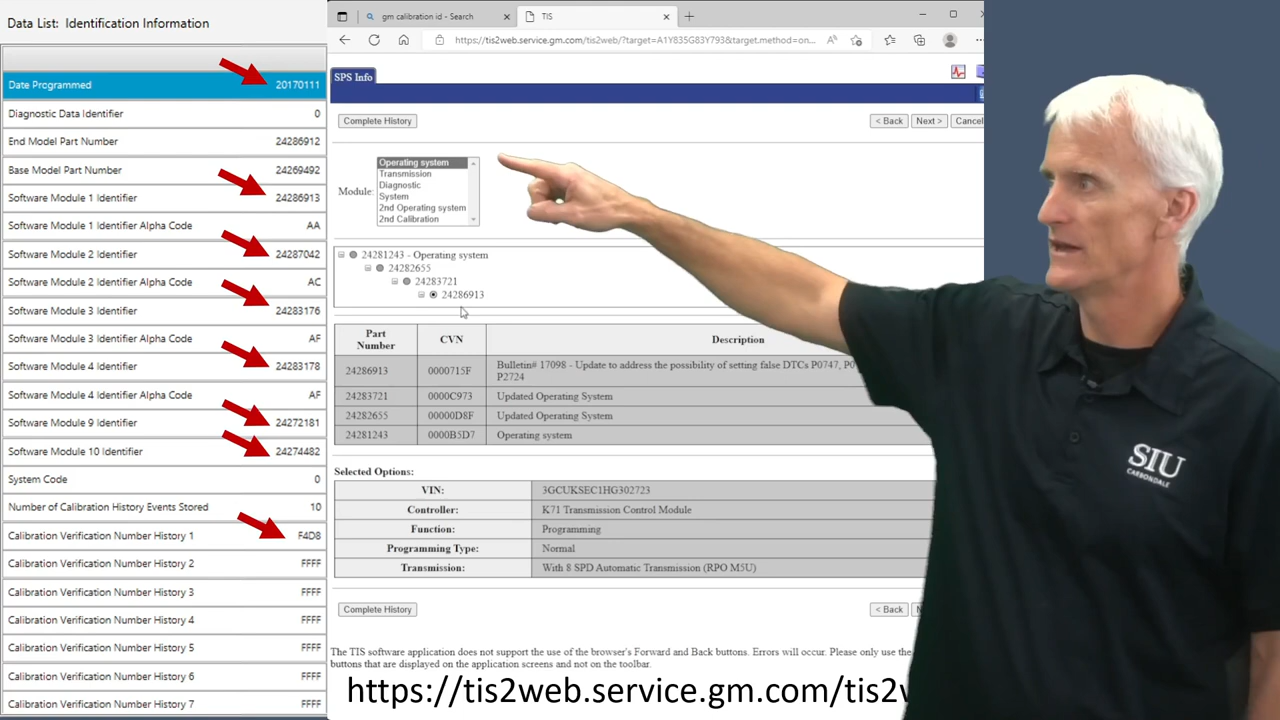 Data List: Identification Information
Date Programmed 20170111
Diagnostic Data Identifier 0
End Model Part Number 24286912
Base Model Part Number 24269492
Software Module 1 Identifier 24286913
Software Module 1 Identifier Alpha Code AA
Software Module 2 Identifier 24287042
Software Module 2 Identifier Alpha Code AC
Software Module 3 Identifier 24283176
Software Module 3 Identifier Alpha Code AF
Software Module 4 Identifier 24283178
Software Module 4 Identifier Alpha Code AF
Software Module 9 Identifier 24272181
Software Module 10 Identifier 24274482
System Code 0
Number of Calibration History Events Stored 10
Calibration Verification Number History 1 F4D8
Calibration Verification Number History 2 FFFF
Calibration Verification Number History 3 FFFF
Calibration Verification Number History 4 FFFF
Calibration Verification Number History 5 FFFF
Calibration Verification Number History 6 FFFF
Calibration Verification Number History 7 FFFF
gm calibration id - Search
TIS
https://tis2web.service.gm.com/tis2web/?target=A1Y835G83Y793&target.method=on...
SPS Info
Complete History
< Back
Next >
Cancel
Module:
Operating system
Transmission
Diagnostic
System
2nd Operating system
2nd Calibration
24281243 - Operating system
24282655
24283721
24286913
Part Number CVN Description
24286913 0000715F Bulletin# 17098 - Update to address the possibility of setting false DTCs P0747,
P2724
24283721 0000C973 Updated Operating System
24282655 00000D8F Updated Operating System
24281243 0000B5D7 Operating system
Selected Options:
VIN: 3GCUKSEC1HG302723
Controller: K71 Transmission Control Module
Function: Programming
Programming Type: Normal
Transmission: With 8 SPD Automatic Transmission (RPO M5U)
Complete History
< Back
The TIS software application does not support the use of the browser's Forward and Back buttons. Errors will occur. Please only use the
buttons that are displayed on the application screens and not on the toolbar.
https://tis2web.service.gm.com/tis2
SIU
CARBONDALE